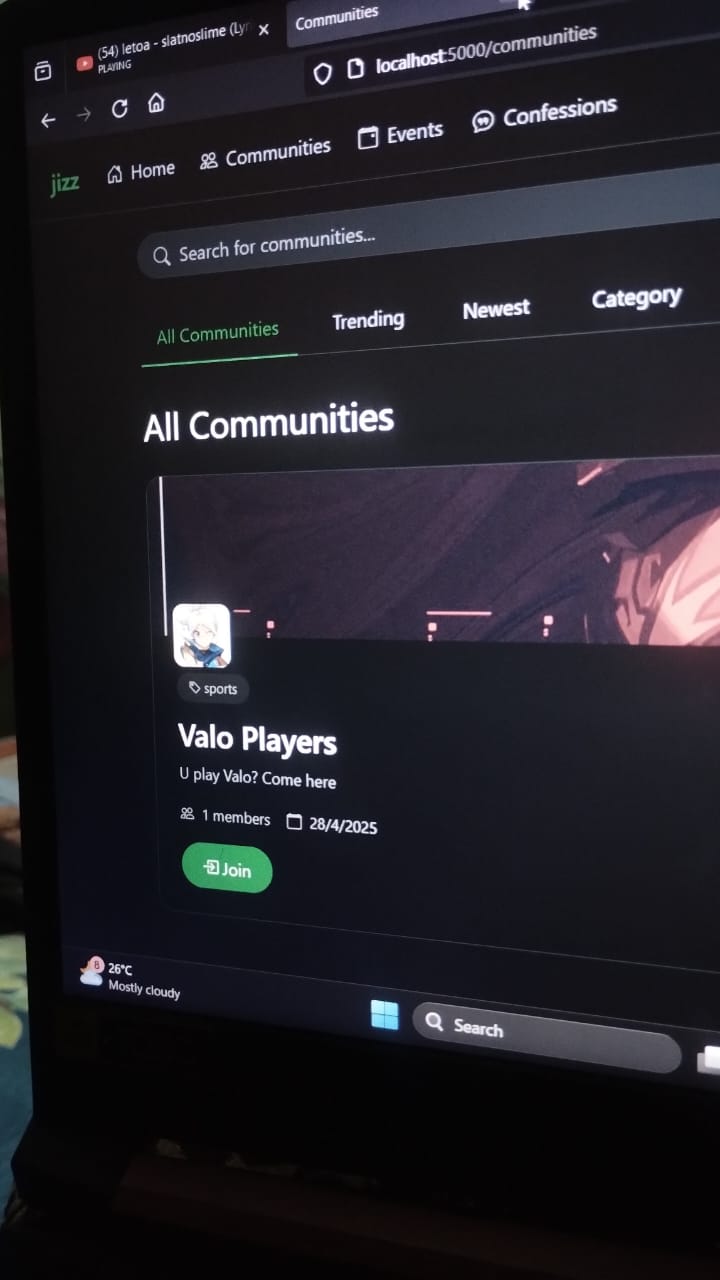 (54) letoa - slatnoslime (Lyr
PLAYING
Communities
localhost:5000/communities
jizz
Home
Communities
Events
Confessions
Search for communities...
All Communities
Trending
Newest
Category
All Communities
sports
Valo Players
U play Valo? Come here
1 members
28/4/2025
Join
8
26°C
Mostly cloudy
Search